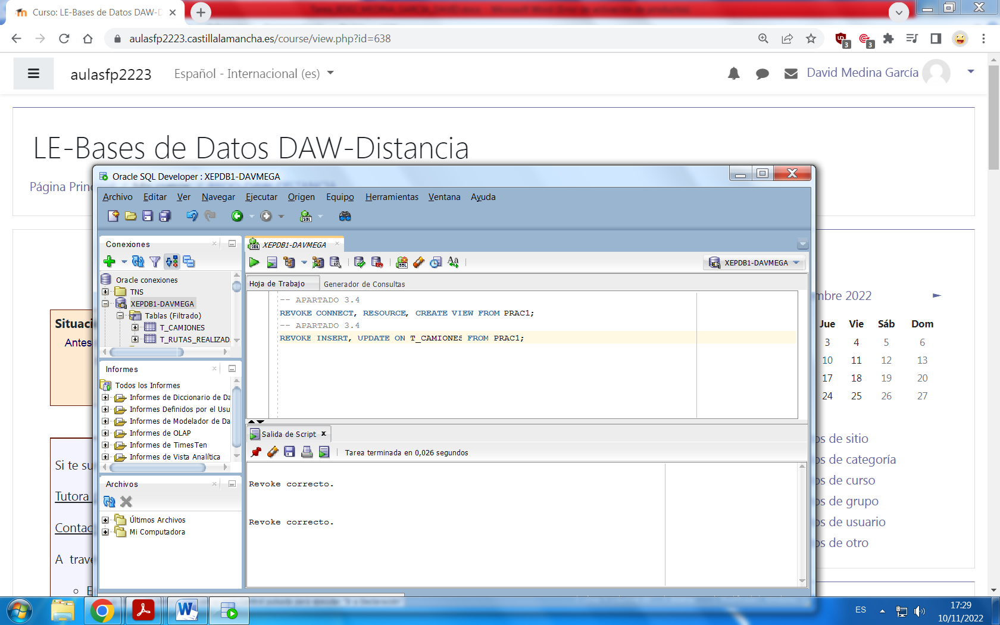 Curso: LE-Bases de Datos DAW-D
aulasfp2223.castillalamancha.es/course/view.php?id=638
3
3
aulasfp2223
Español - Internacional (es)
David Medina García
LE-Bases de Datos DAW-Distancia
Página Prin
Oracle SQL Developer : XEPDB1-DAVMEGA
Archivo Editar Ver Navegar Ejecutar Origen Equipo Herramientas Ventana Ayuda
Conexiones
XEPDB1-DAVMEGA
XEPDB1-DAVMEGA
Oracle conexiones
TNS
XEPDB1-DAVMEGA
Tablas (Filtrado)
T_CAMIONES
T_RUTAS_REALIZAD
Hoja de Trabajo Generador de Consultas
-- APARTADO 3.4
REVOKE CONNECT, RESOURCE, CREATE VIEW FROM PRAC1;
-- APARTADO 3.4
REVOKE INSERT, UPDATE ON T_CAMIONES FROM PRAC1;
Informes
Todos los Informes
Informes de Diccionario de Da
Informes Definidos por el Usu
Informes de Modelador de Da
Informes de OLAP
Informes de TimesTen
Informes de Vista Analítica
Salida de Script
Tarea terminada en 0,026 segundos
Revoke correcto.
Revoke correcto.
Archivos
Últimos Archivos
Mi Computadora
Situaci
Antes
Si te su
Tutora
Contac
A trav
mbre 2022
Jue Vie Sáb Dom
3 4 5 6
10 11 12 13
17 18 19 20
24 25 26 27
os de sitio
os de categoría
os de curso
os de grupo
os de usuario
os de otro
ES
17:29
10/11/2022